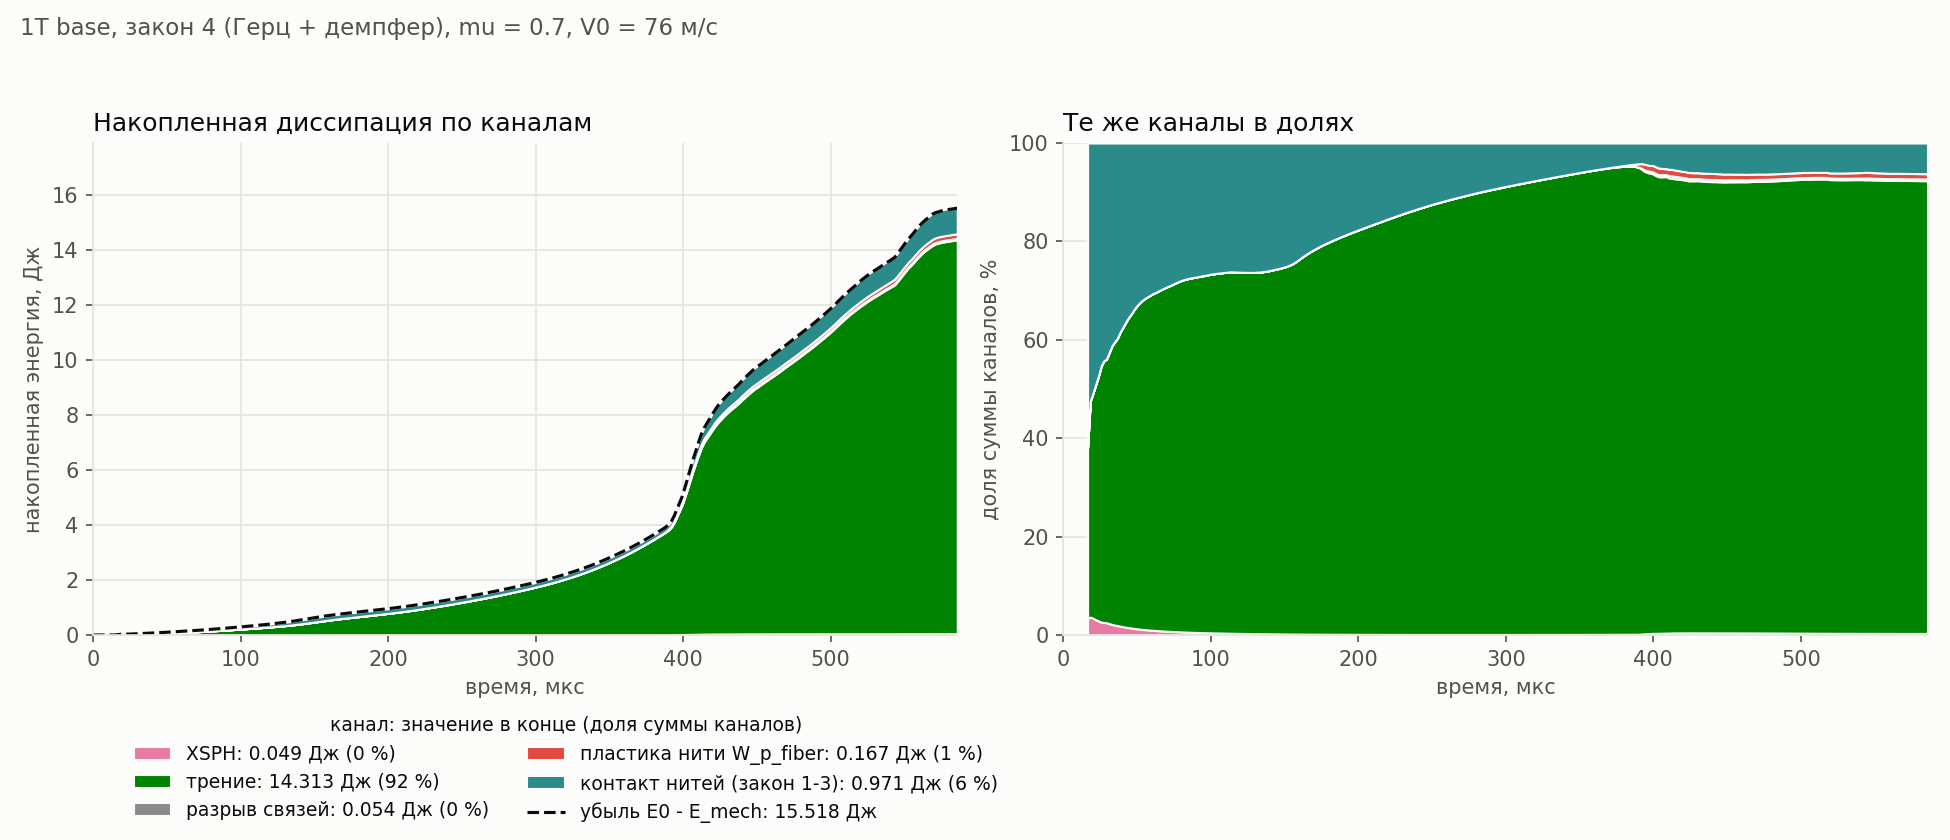 1T base, закон 4 (Герц + демпфер), mu = 0.7, V0 = 76 м/с
Накопленная диссипация по каналам
накопленная энергия, Дж
16
14
12
10
8
6
4
2
0
0 100 200 300 400 500
время, мкс
Те же каналы в долях
доля суммы каналов, %
100
80
60
40
20
0
0 100 200 300 400 500
время, мкс
канал: значение в конце (доля суммы каналов)
XSPH: 0.049 Дж (0 %)
трение: 14.313 Дж (92 %)
разрыв связей: 0.054 Дж (0 %)
пластика нити W_p_fiber: 0.167 Дж (1 %)
контакт нитей (закон 1-3): 0.971 Дж (6 %)
убыль E0 - E_mech: 15.518 Дж